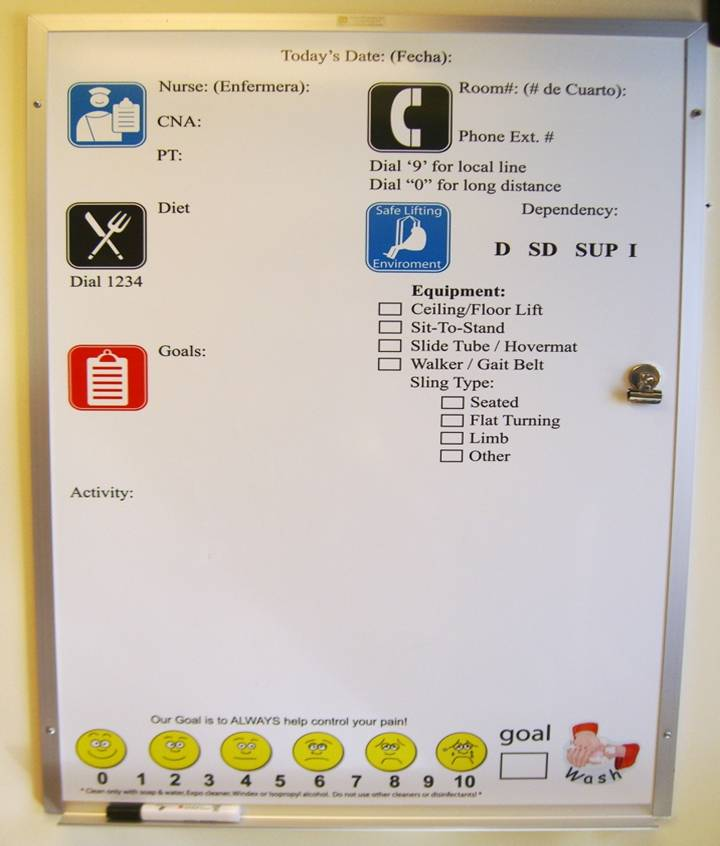 Today's Date: (Fecha):
Nurse: (Enfermera):
CNA:
PT:
Room#: (# de Cuarto):
Phone Ext. #
Dial '9' for local line
Dial "0" for long distance
Diet
Dial 1234
Safe Lifting
Enviroment
Dependency:
D SD SUP I
Equipment:
Ceiling/Floor Lift
Sit-To-Stand
Slide Tube / Hovermat
Walker / Gait Belt
Sling Type:
Seated
Flat Turning
Limb
Other
Goals:
Activity:
Our Goal is to ALWAYS help control your pain!
0 1 2 3 4 5 6 7 8 9 10
goal
Wash
* Clean only with soap & water, Expo cleaner, Windex or Isopropyl alcohol. Do not use other cleaners or disinfectants! *